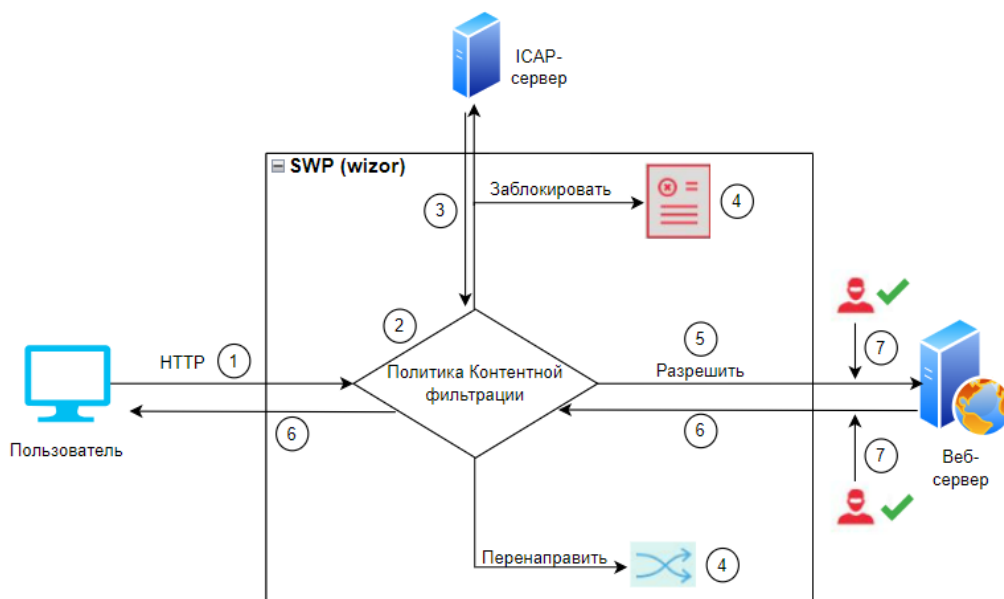 ICAP-
сервер
SWP (wizor)
Заблокировать
4
3
2
HTTP
1
5
Разрешить
7
Политика Контентной
фильтрации
6
6
7
Пользователь
Веб-
сервер
Перенаправить
4